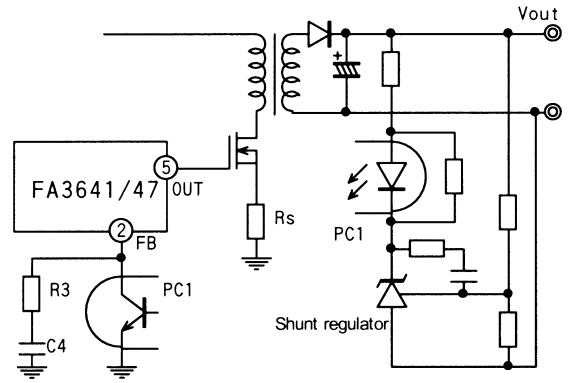 Vout
+
5
FA3641/47
OUT
2
FB
Rs
PC1
R3
PC1
C4
Shunt regulator